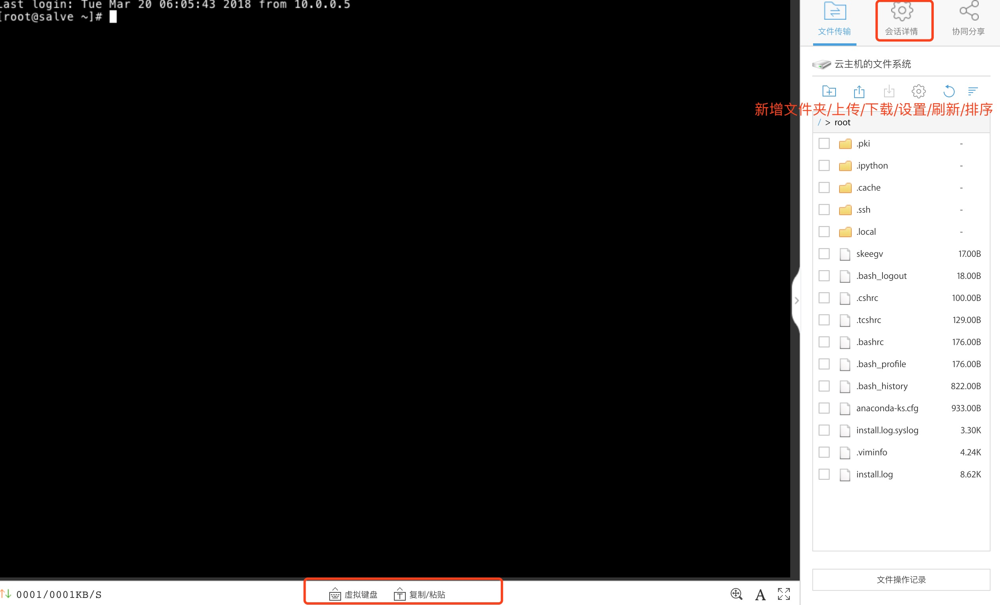 Last login: Tue Mar 20 06:05:43 2018 from 10.0.0.5
[root@salve ~]#
文件传输 会话详情 协同分享
云主机的文件系统
新增文件夹/上传/下载/设置/刷新/排序
/ > root
.pki -
.ipython -
.cache -
.ssh -
.local -
skeegv 17.00B
.bash_logout 18.00B
.cshrc 100.00B
.tcshrc 129.00B
.bashrc 176.00B
.bash_profile 176.00B
.bash_history 822.00B
anaconda-ks.cfg 933.00B
install.log.syslog 3.30K
.viminfo 4.24K
install.log 8.62K
文件操作记录
0001/0001KB/S 虚拟键盘 复制/粘贴 A